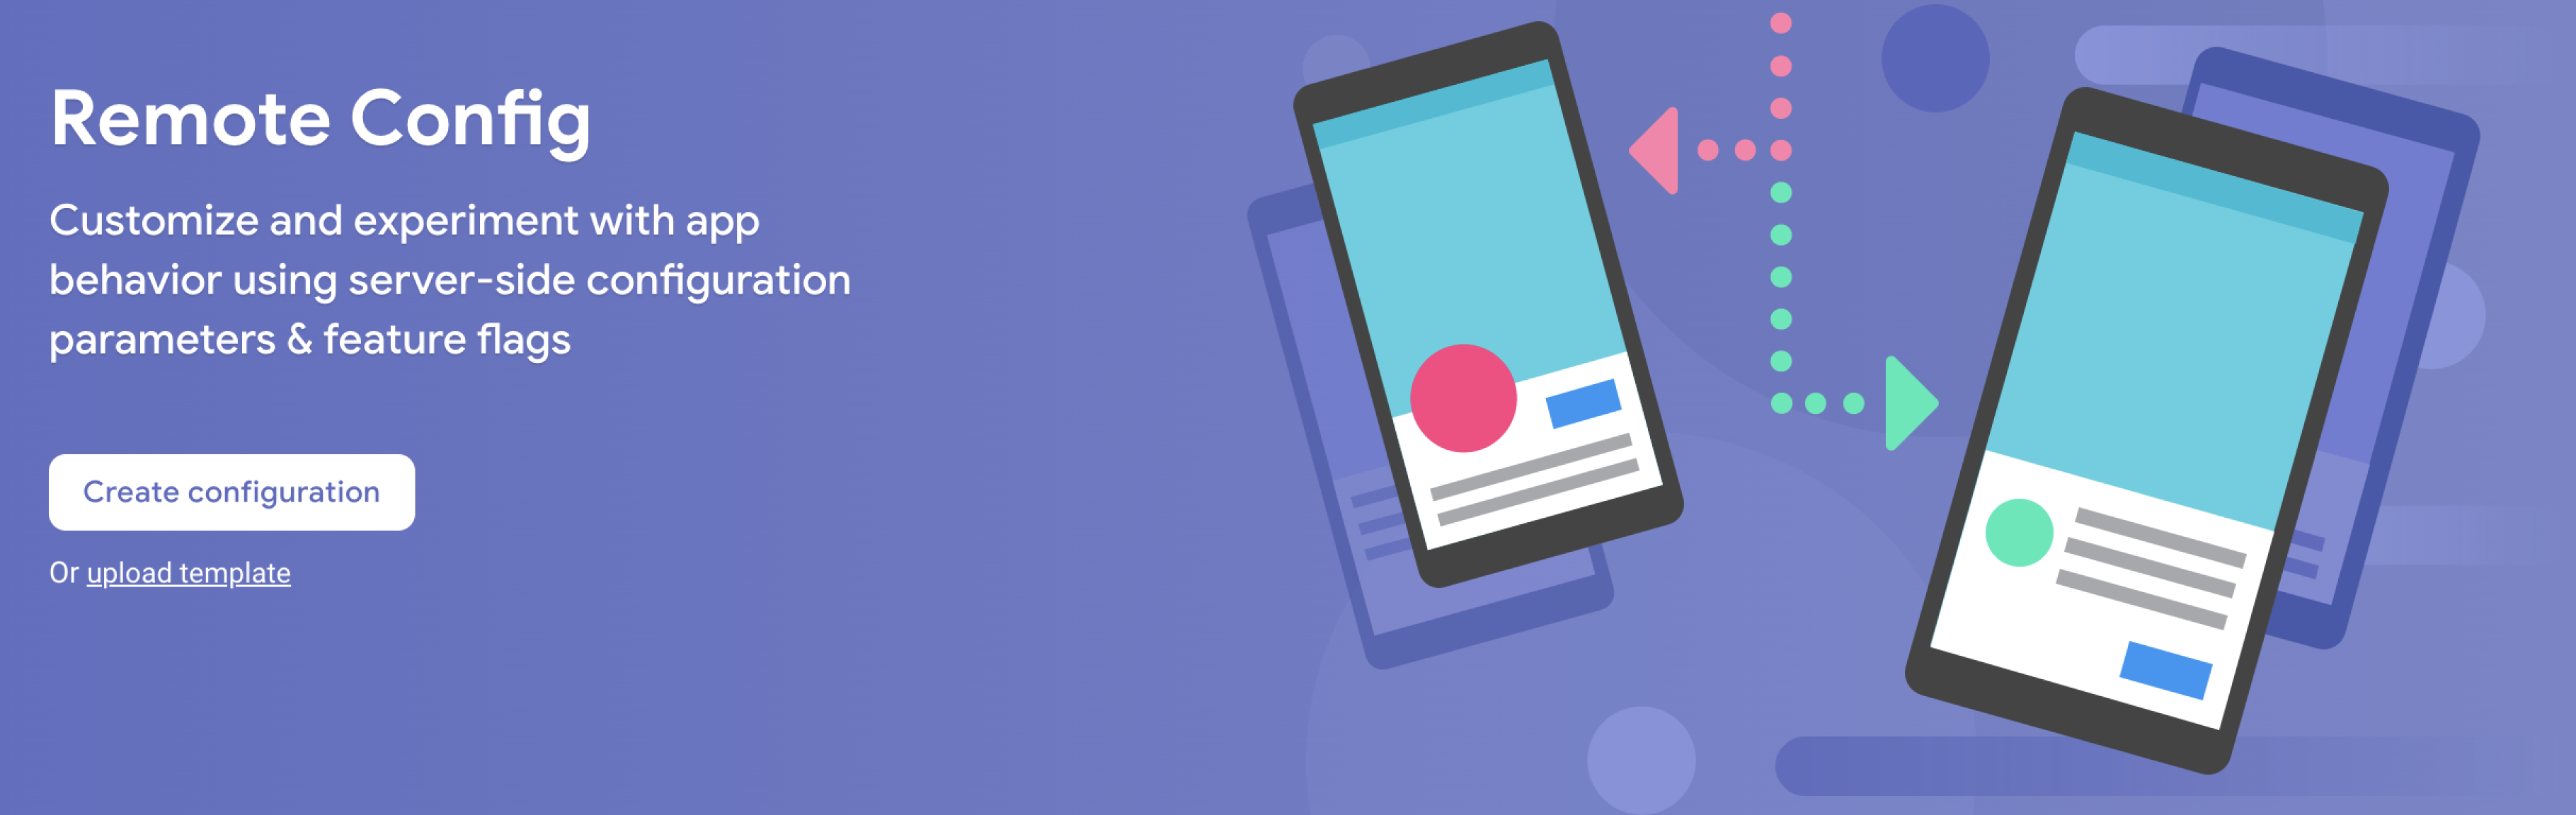 Remote Config
Customize and experiment with app
behavior using server-side configuration
parameters & feature flags
Create configuration
Or upload template